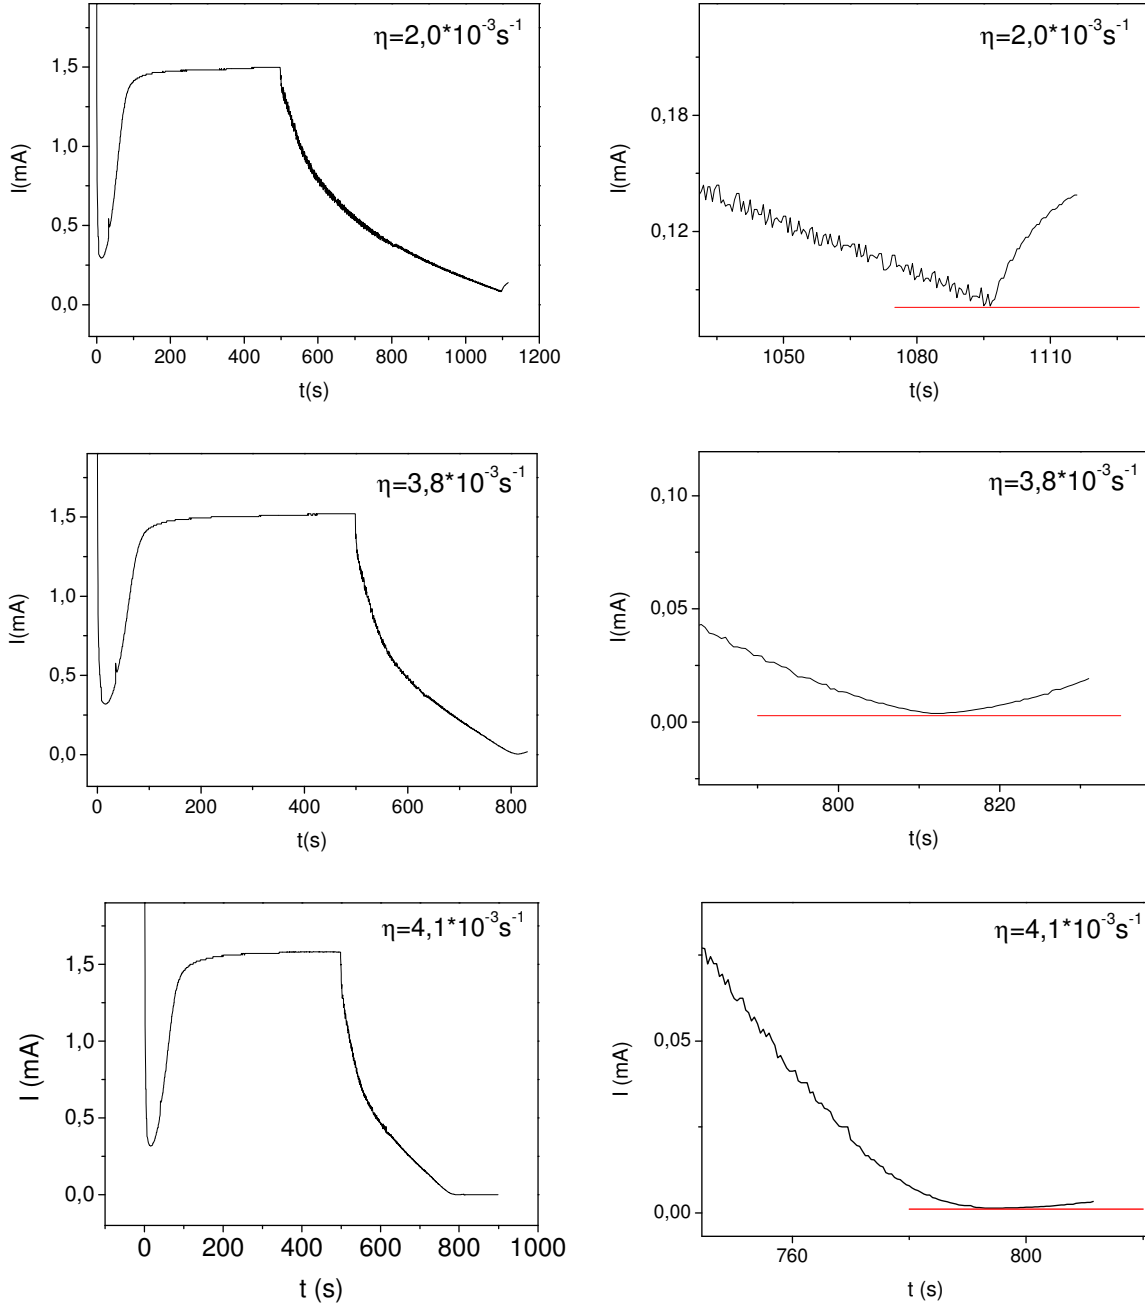 η=2,0*10⁻³s⁻¹
1,5
1,0
0,5
0,0
I(mA)
0 200 400 600 800 1000 1200
t(s)
η=2,0*10⁻³s⁻¹
0,18
0,12
I(mA)
1050 1080 1110
t(s)
η=3,8*10⁻³s⁻¹
1,5
1,0
0,5
0,0
I(mA)
0 200 400 600 800
t(s)
η=3,8*10⁻³s⁻¹
0,10
0,05
0,00
I(mA)
800 820
t(s)
η=4,1*10⁻³s⁻¹
1,5
1,0
0,5
0,0
I (mA)
0 200 400 600 800 1000
t (s)
η=4,1*10⁻³s⁻¹
0,05
0,00
I (mA)
760 800
t (s)